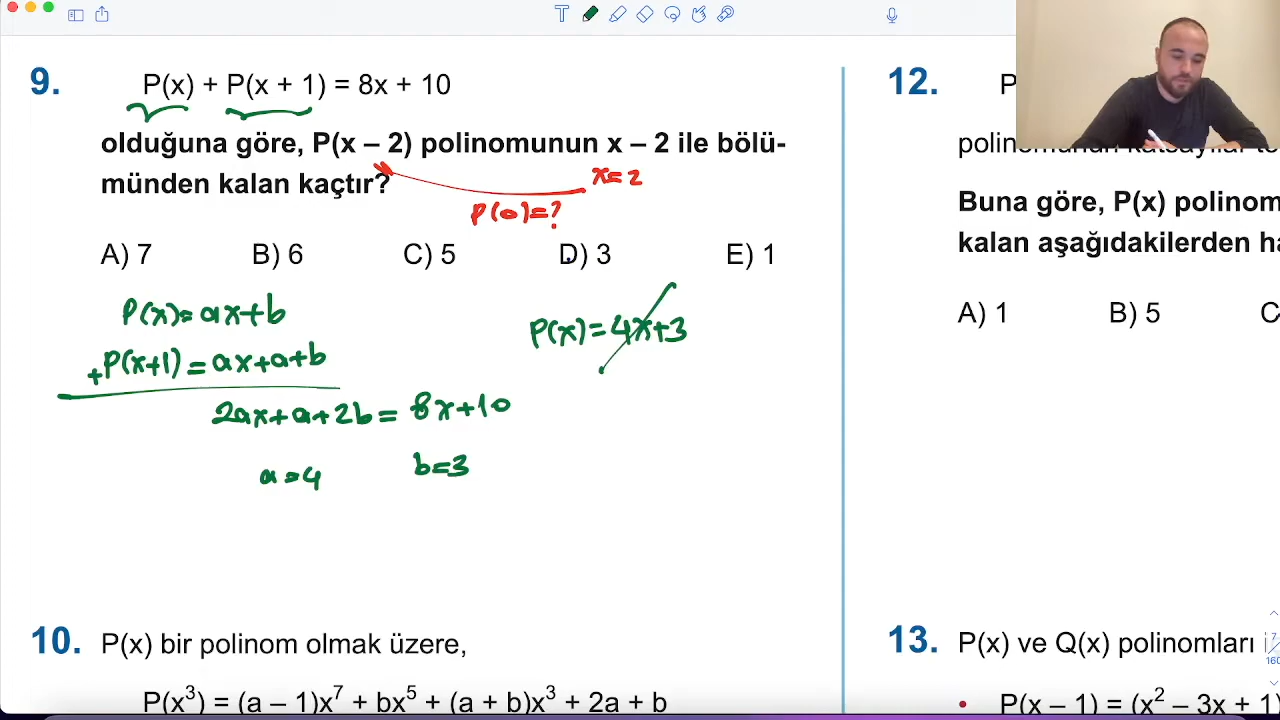 9. P(x) + P(x + 1) = 8x + 10
olduğuna göre, P(x – 2) polinomunun x – 2 ile bölü-
münden kalan kaçtır?
x=2
P(0)=?
A) 7 B) 6 C) 5 D) 3 E) 1
P(x)=ax+b
+P(x+1)=ax+a+b
2ax+a+2b= 8x+10
a=4 b=3
P(x)=4x+3
10. P(x) bir polinom olmak üzere,
P(x³) = (a – 1)x⁷ + bx⁵ + (a + b)x³ + 2a + b
12. P
Buna göre, P(x) polinom
kalan aşağıdakilerden ha
A) 1 B) 5 C
13. P(x) ve Q(x) polinomları i
• P(x – 1) = (x² – 3x + 1)
7/
160